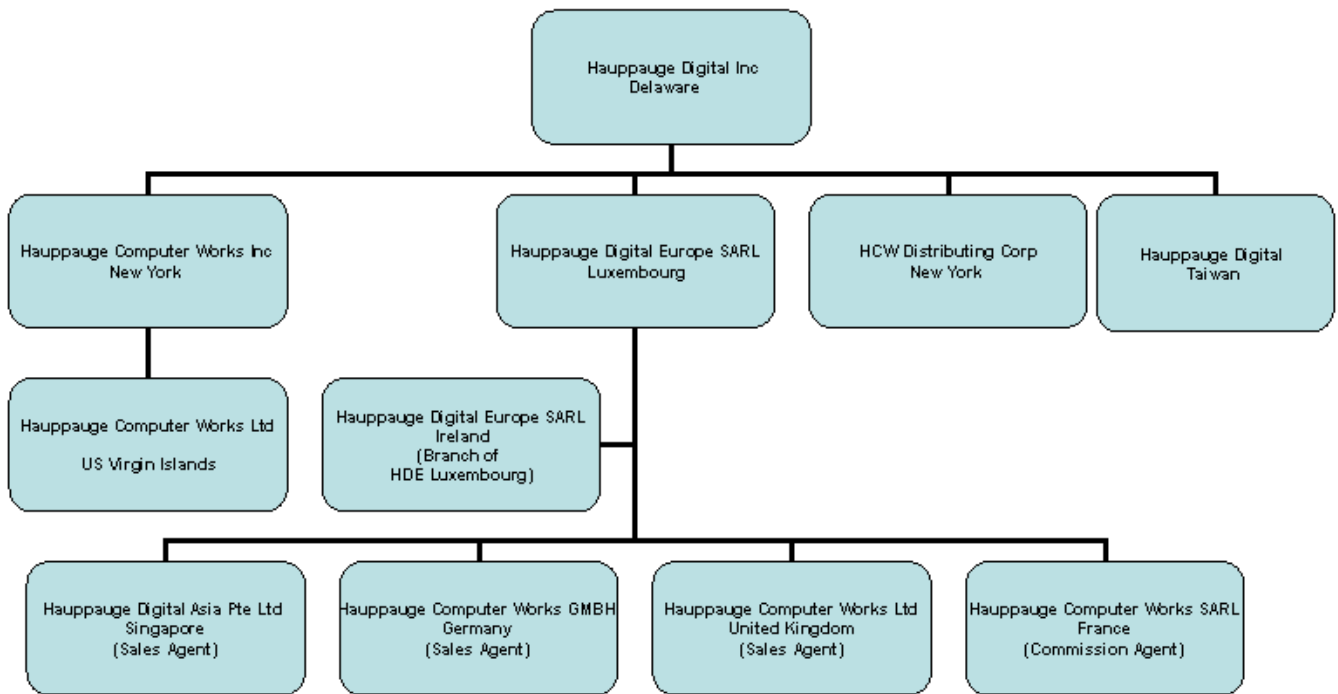 Hauppauge Digital Inc
Delaware
Hauppauge Computer Works Inc
New York
Hauppauge Digital Europe SARL
Luxembourg
HCW Distributing Corp
New York
Hauppauge Digital
Taiwan
Hauppauge Computer Works Ltd
US Virgin Islands
Hauppauge Digital Europe SARL
Ireland
(Branch of
HDE Luxembourg)
Hauppauge Digital Asia Pte Ltd
Singapore
(Sales Agent)
Hauppauge Computer Works GMBH
Germany
(Sales Agent)
Hauppauge Computer Works Ltd
United Kingdom
(Sales Agent)
Hauppauge Computer Works SARL
France
(Commission Agent)